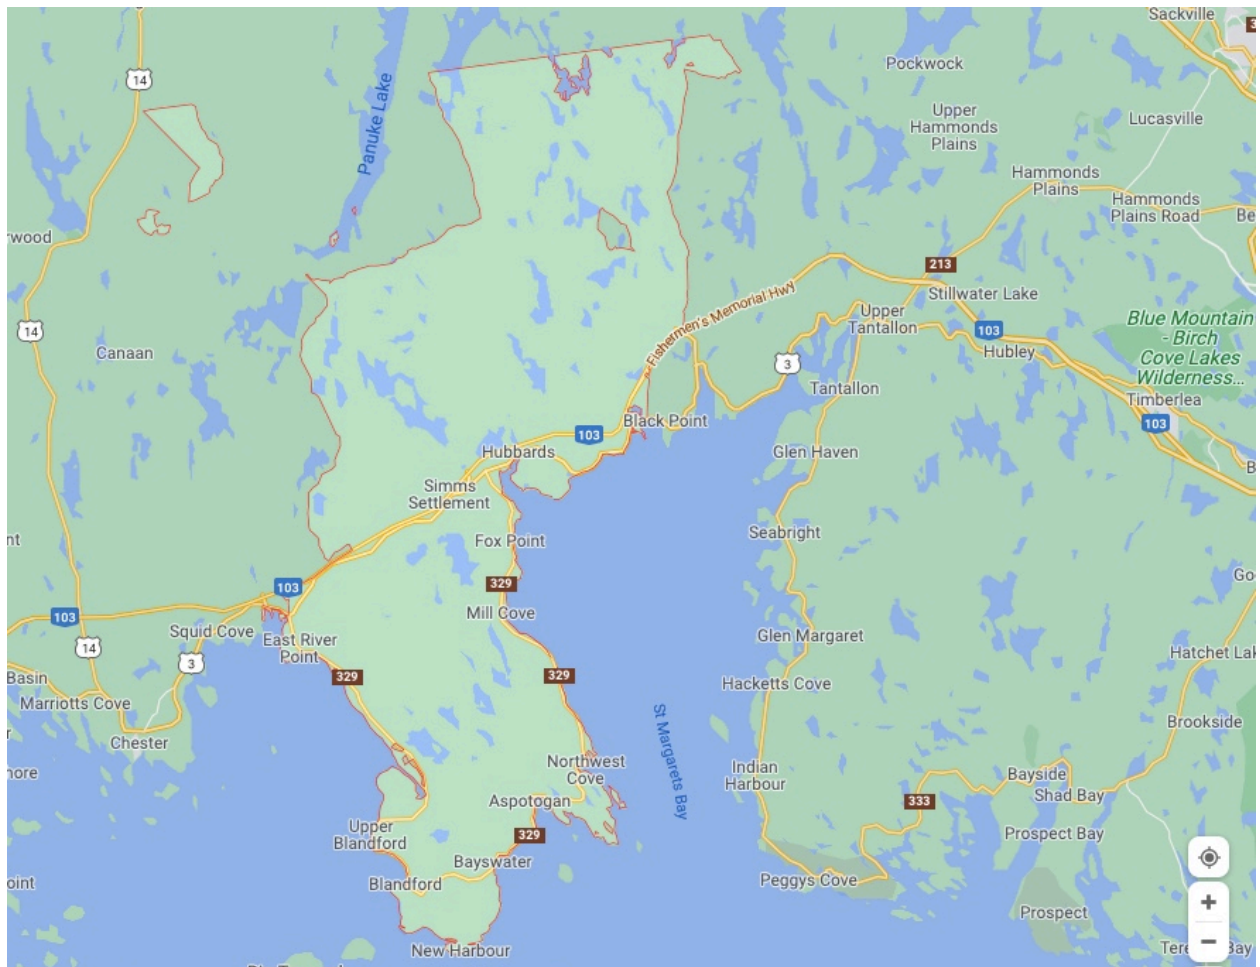 Sackville
3
14
Pockwock
Panuke Lake
Upper
Hammonds
Plains
Lucasville
Hammonds
Plains
Hammonds
Plains Road
Be
rwood
213
Fishermen's Memorial Hwy
Stillwater Lake
14
Upper
Tantallon
103
Blue Mountain
- Birch
Cove Lakes
Wilderness...
Canaan
Hubley
3
Tantallon
Timberlea
Black Point
103
103
Hubbards
Glen Haven
B
Simms
Settlement
nt
Fox Point
Seabright
Go
103
329
103
Mill Cove
Squid Cove
East River
Point
14
3
Glen Margaret
Hatchet Lak
Basin
Marriotts Cove
329
329
Hacketts Cove
Chester
St Margarets Bay
Brookside
r
more
Northwest
Cove
Indian
Harbour
Bayside
Shad Bay
Aspotogan
333
Upper
Blandford
329
Prospect Bay
Bayswater
oint
Blandford
Peggys Cove
+
Prospect
New Harbour
−
Bay